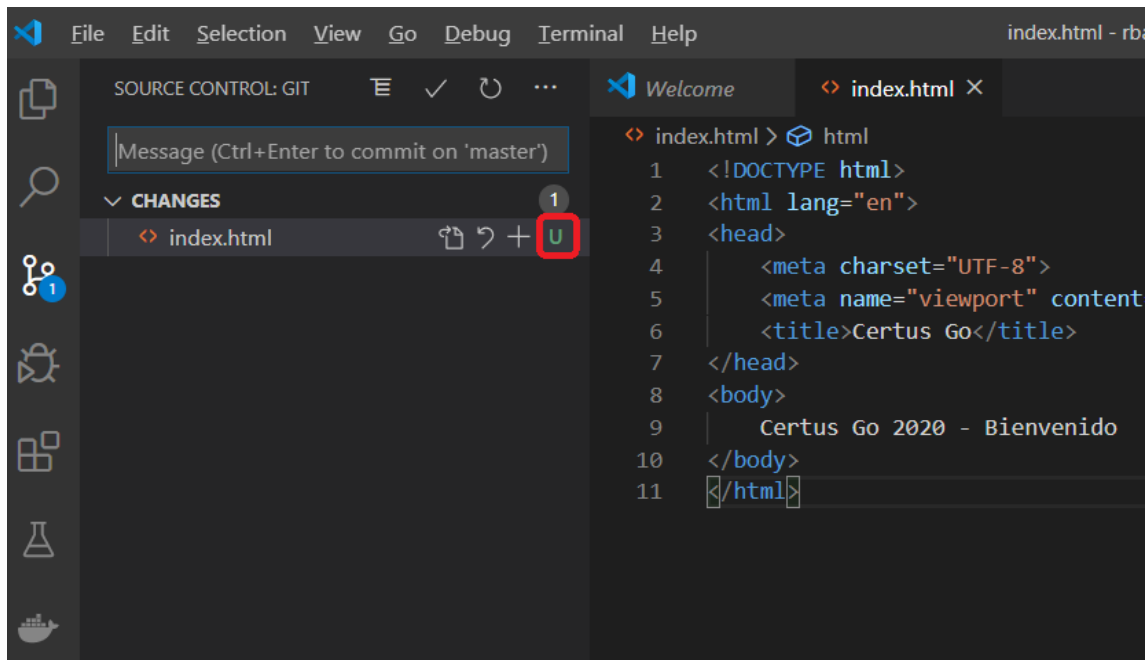 File Edit Selection View Go Debug Terminal Help
index.html - rba
SOURCE CONTROL: GIT
Message (Ctrl+Enter to commit on 'master')
CHANGES 1
index.html U
1
Welcome index.html
index.html > html
1 <!DOCTYPE html>
2 <html lang="en">
3 <head>
4 <meta charset="UTF-8">
5 <meta name="viewport" content
6 <title>Certus Go</title>
7 </head>
8 <body>
9 Certus Go 2020 - Bienvenido
10 </body>
11 </html>